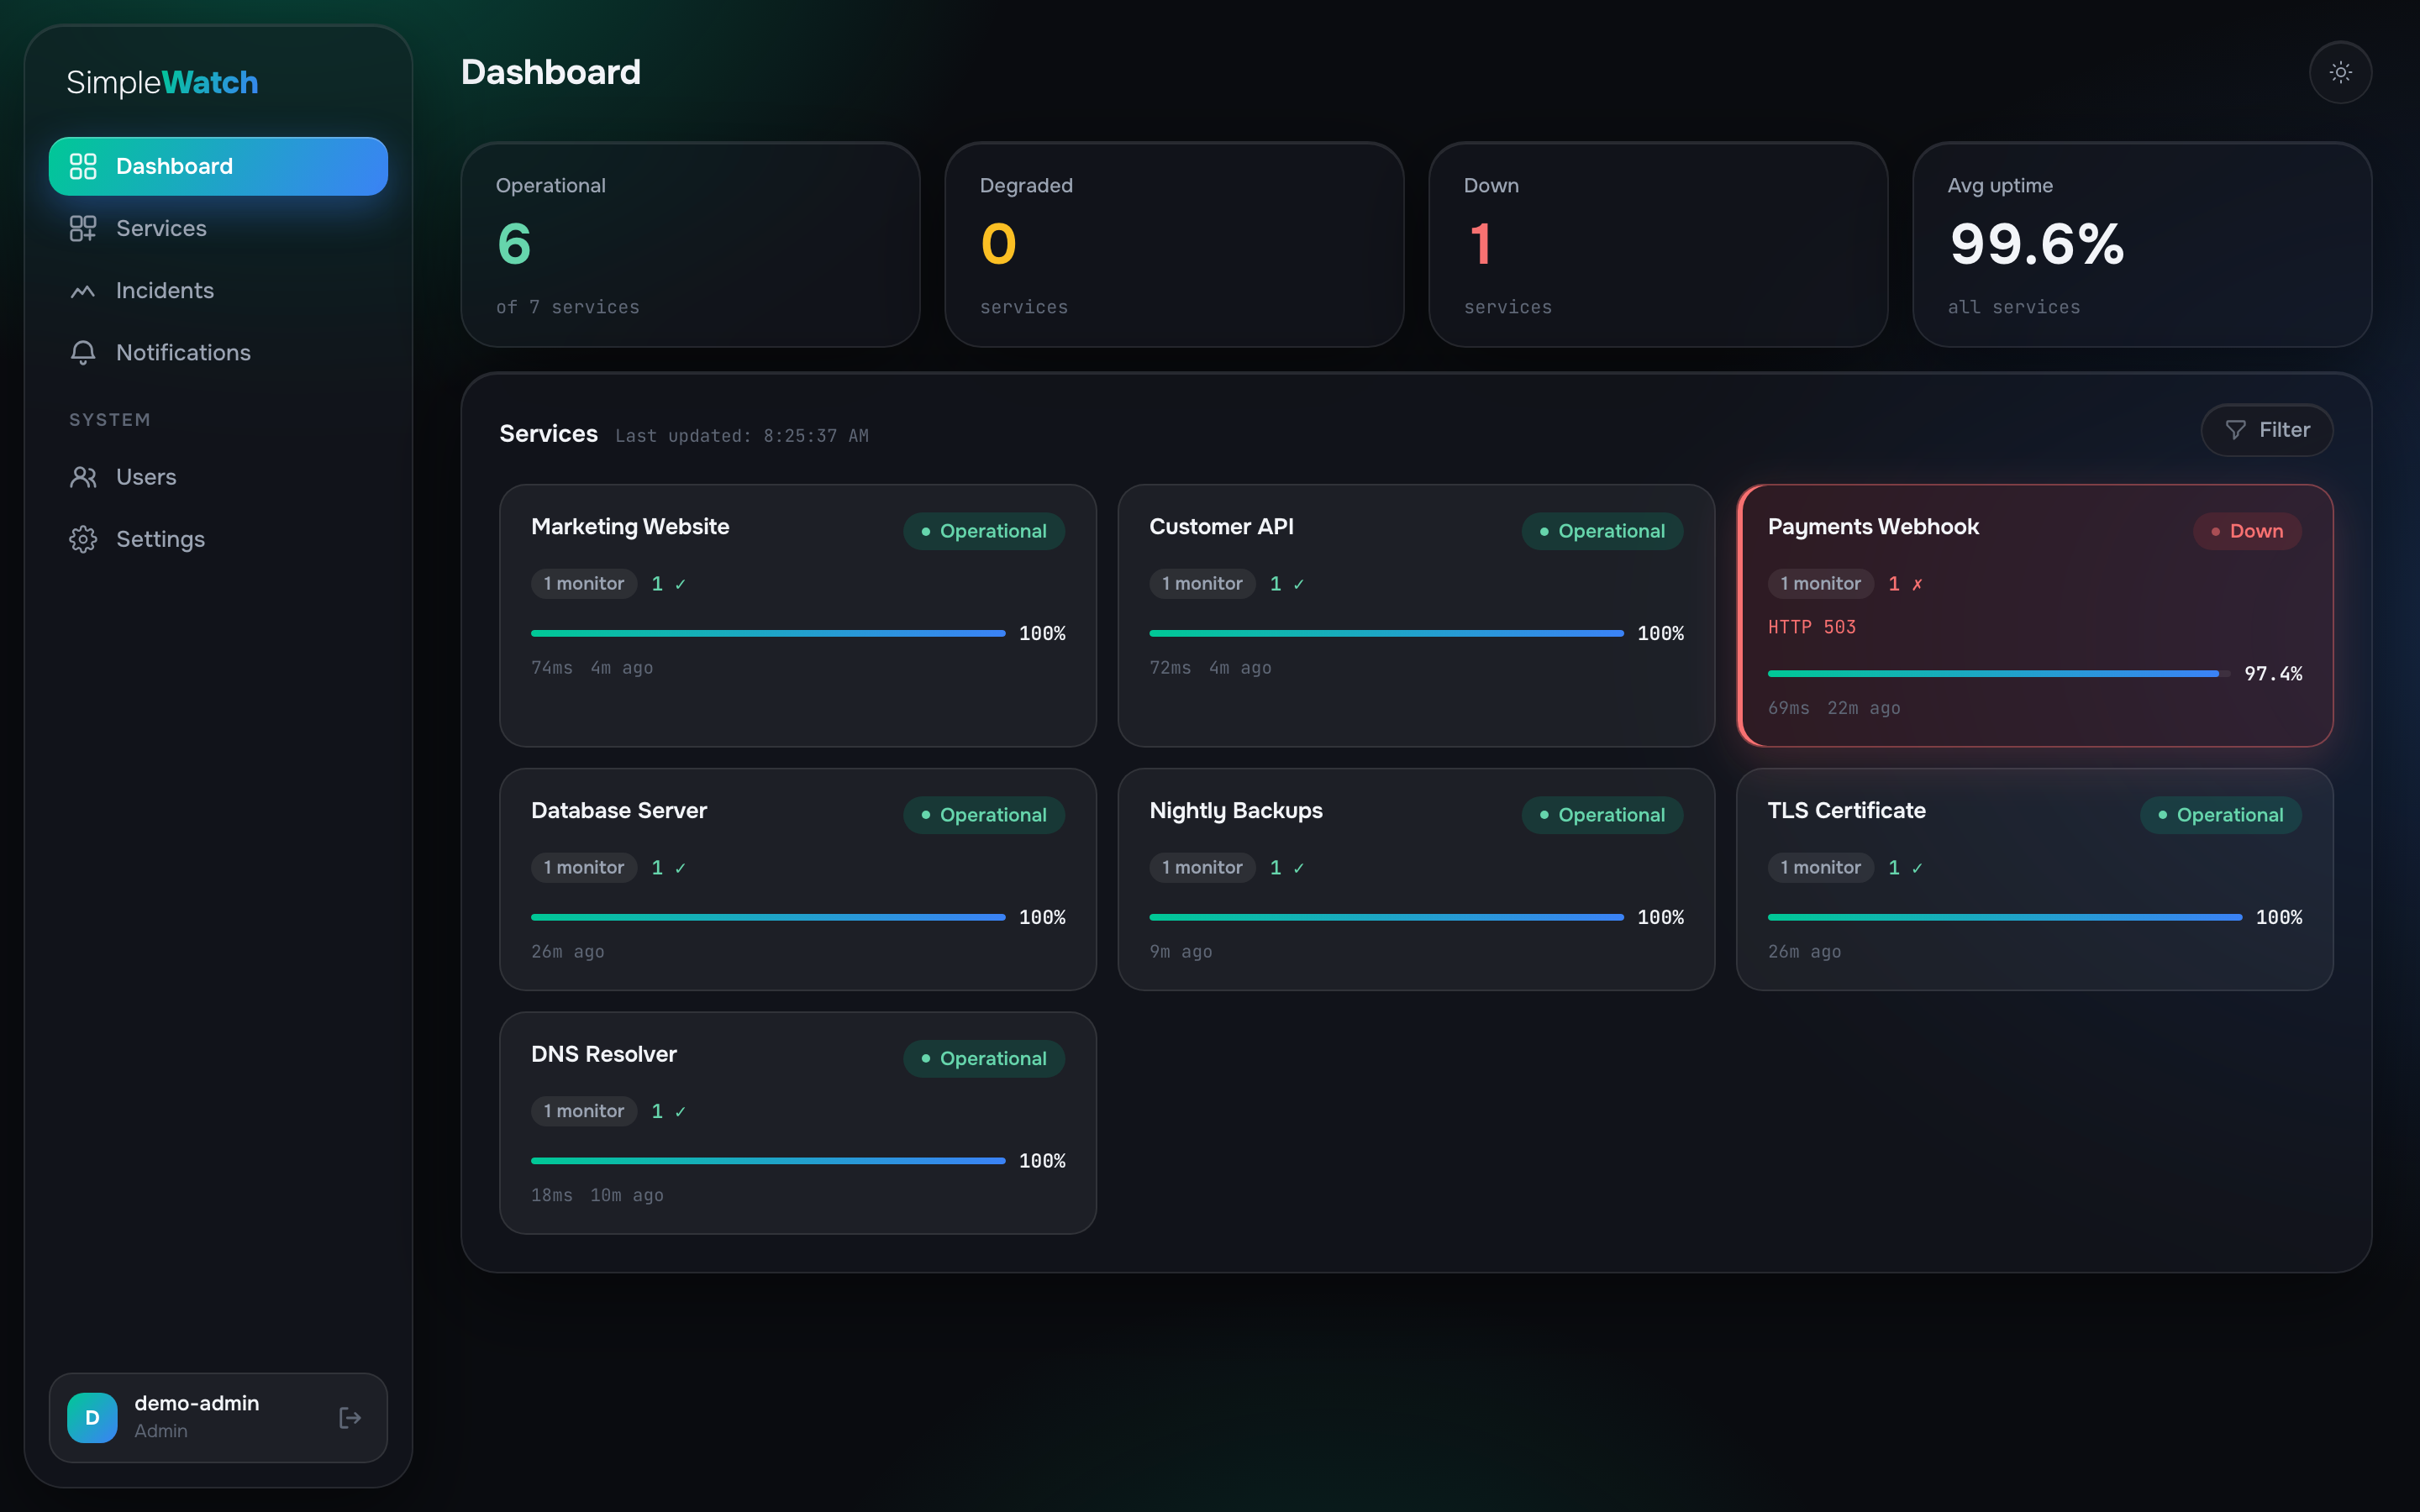 SimpleWatch
Dashboard
Services
Incidents
Notifications
SYSTEM
Users
Settings
D
demo-admin
Admin
Dashboard
Operational
6
of 7 services
Degraded
0
services
Down
1
services
Avg uptime
99.6%
all services
Services Last updated: 8:25:37 AM
Filter
Marketing Website
Operational
1 monitor 1 ✓
100%
74ms 4m ago
Customer API
Operational
1 monitor 1 ✓
100%
72ms 4m ago
Payments Webhook
Down
1 monitor 1 ✗
HTTP 503
97.4%
69ms 22m ago
Database Server
Operational
1 monitor 1 ✓
100%
26m ago
Nightly Backups
Operational
1 monitor 1 ✓
100%
9m ago
TLS Certificate
Operational
1 monitor 1 ✓
100%
26m ago
DNS Resolver
Operational
1 monitor 1 ✓
100%
18ms 10m ago